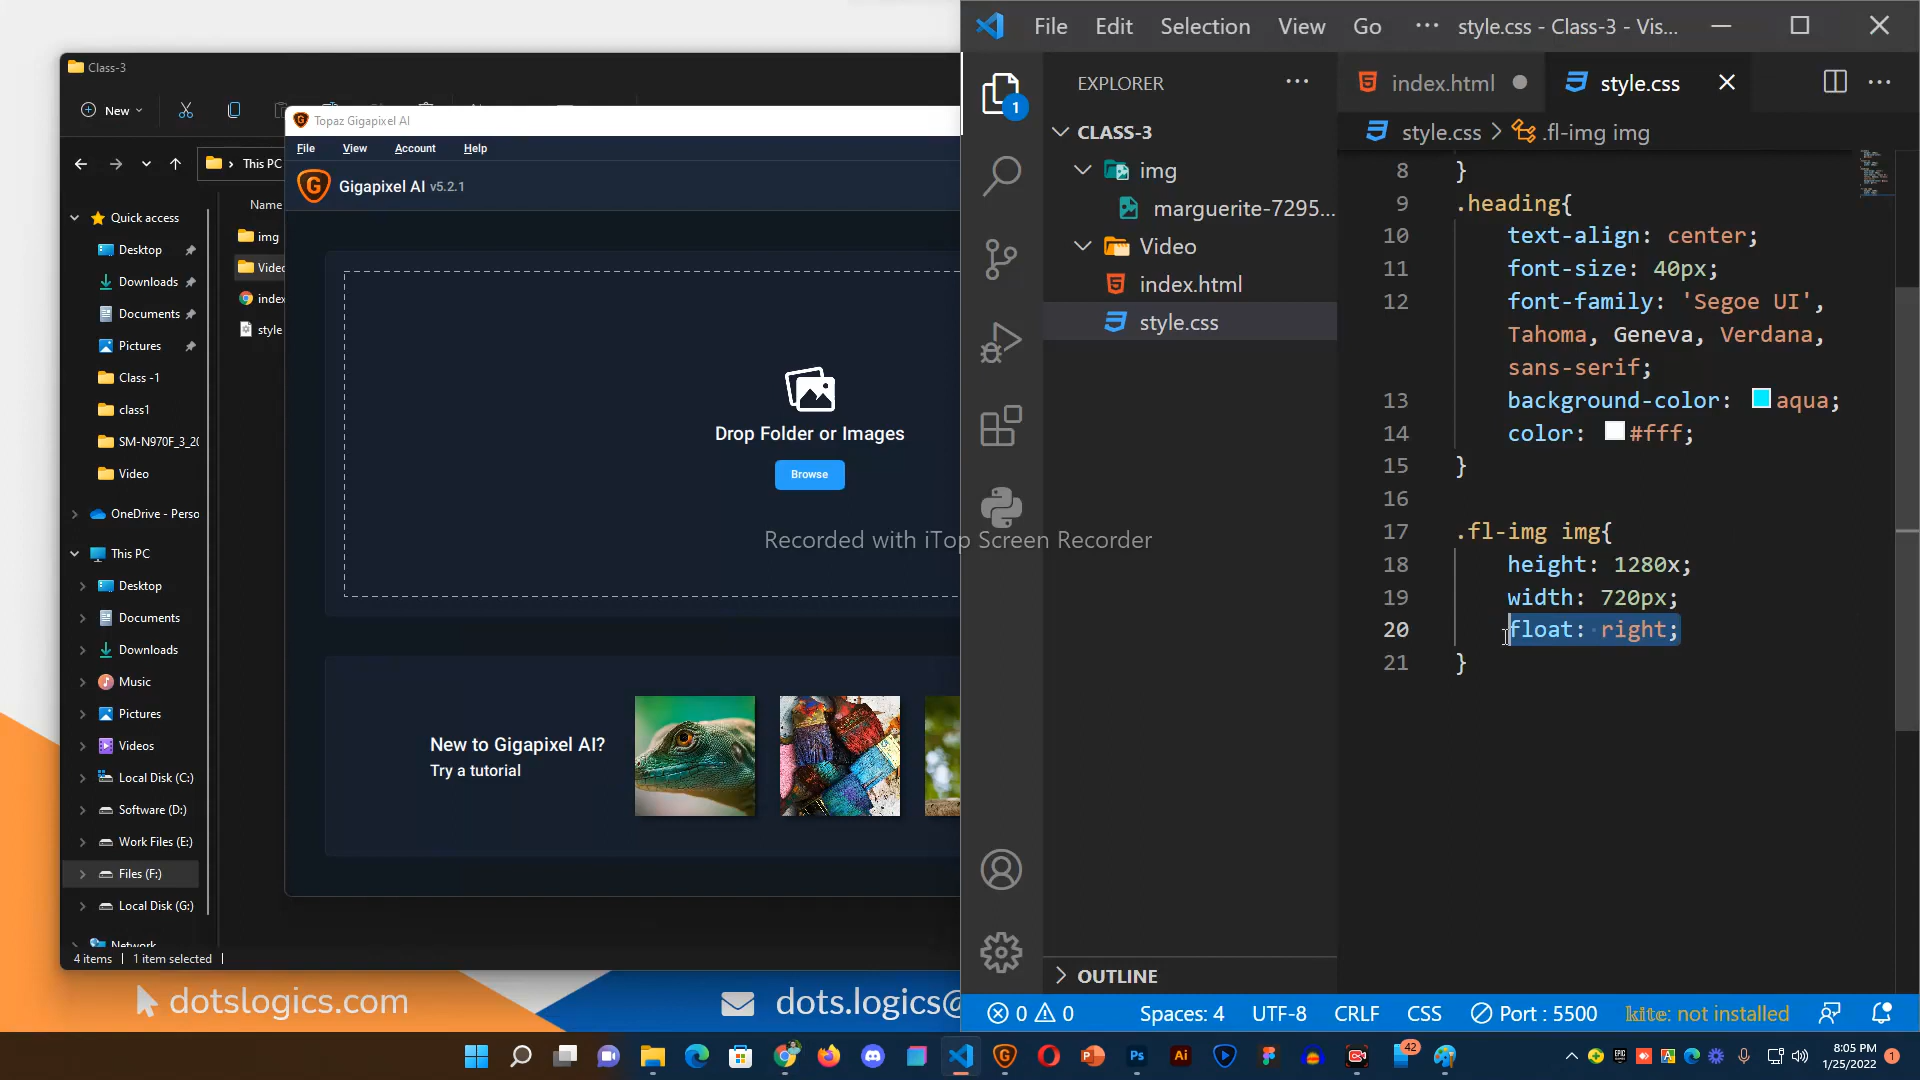 Class-3
New
This PC
Name
Quick access
Desktop
Downloads
Documents
Pictures
Class -1
class1
SM-N970F_3_20
Video
OneDrive - Perso
This PC
Desktop
Documents
Downloads
Music
Pictures
Videos
Local Disk (C:)
Software (D:)
Work Files (E:)
Files (F:)
Local Disk (G:)
Network
img
Video
index
style
4 items
1 item selected
Topaz Gigapixel AI
File View Account Help
Gigapixel AI v5.2.1
Drop Folder or Images
Browse
New to Gigapixel AI?
Try a tutorial
Recorded with iTop Screen Recorder
File Edit Selection View Go ··· style.css - Class-3 - Vis...
EXPLORER
1
CLASS-3
img
marguerite-7295...
Video
index.html
style.css
OUTLINE
index.html
style.css
style.css > .fl-img img
8 }
9 .heading{
10 text-align: center;
11 font-size: 40px;
12 font-family: 'Segoe UI',
Tahoma, Geneva, Verdana,
sans-serif;
13 background-color: aqua;
14 color: #fff;
15 }
16
17 .fl-img img{
18 height: 1280x;
19 width: 720px;
20 float: right;
21 }
0 0 Spaces: 4 UTF-8 CRLF CSS Port : 5500 kite: not installed
dotslogics.com
dots.logics@
42
8:05 PM
1/25/2022
1